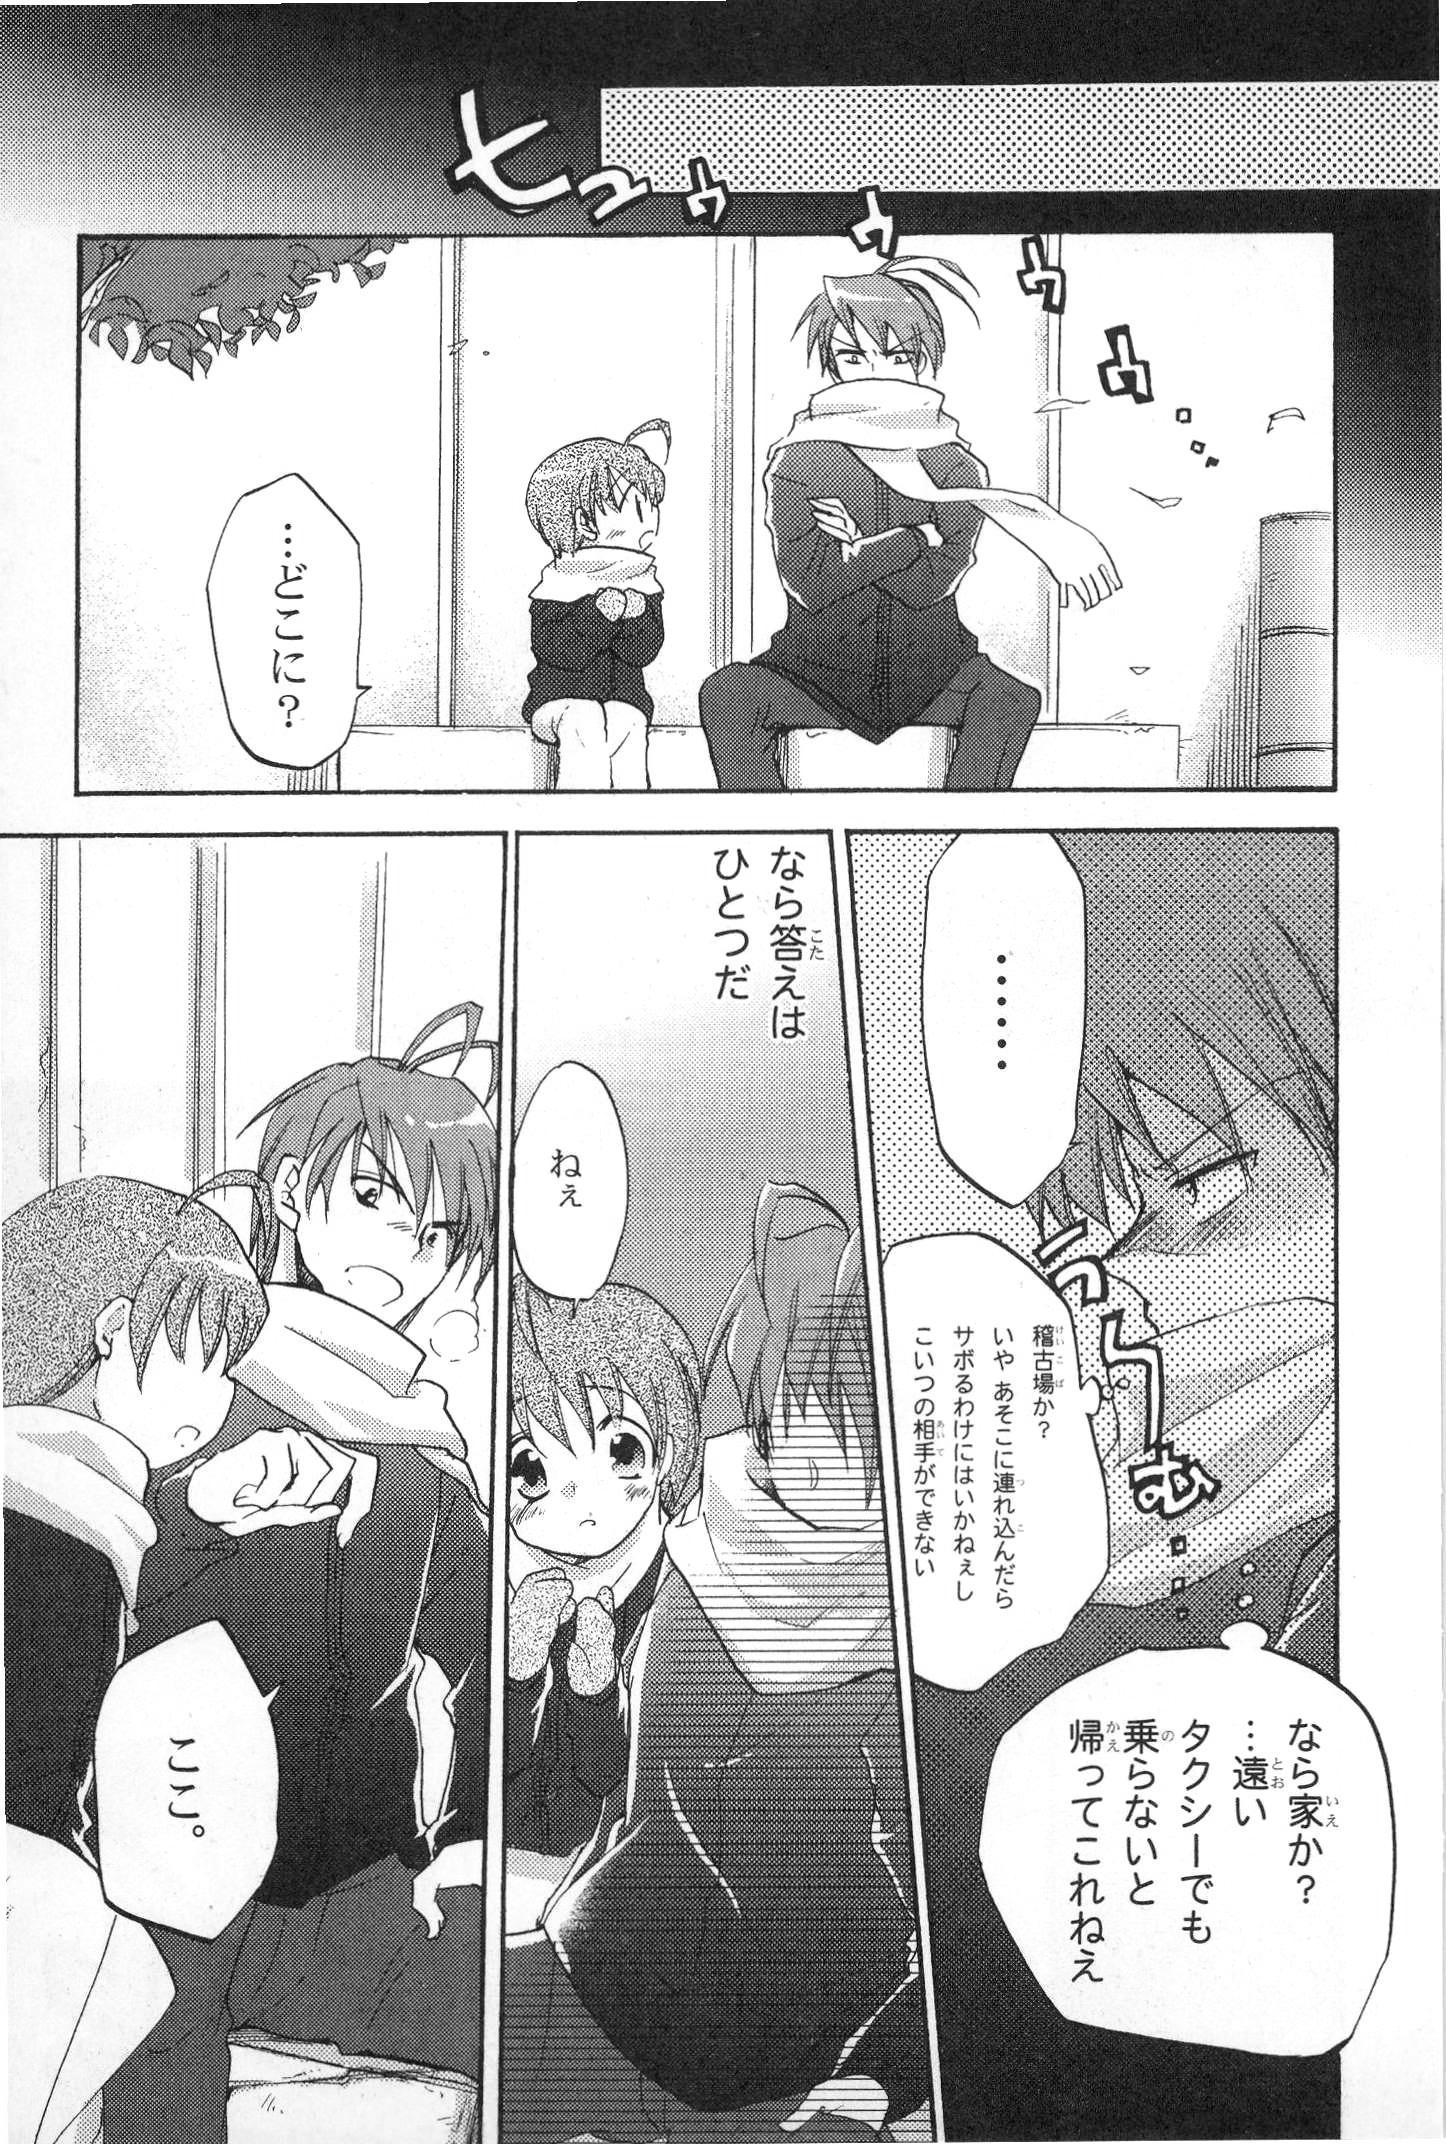 ヒュゥゥゥゥ
…どこに？
・・・・・・
う〜〜む
稽古場か？
いや あそこに連れ込んだら
サボるわけにはいかねぇし
こいつの相手ができない
なら家か？
…遠い
タクシーでも
乗らないと
帰ってこれねえ
なら答えは
ひとつだ
ねぇ
ここ。